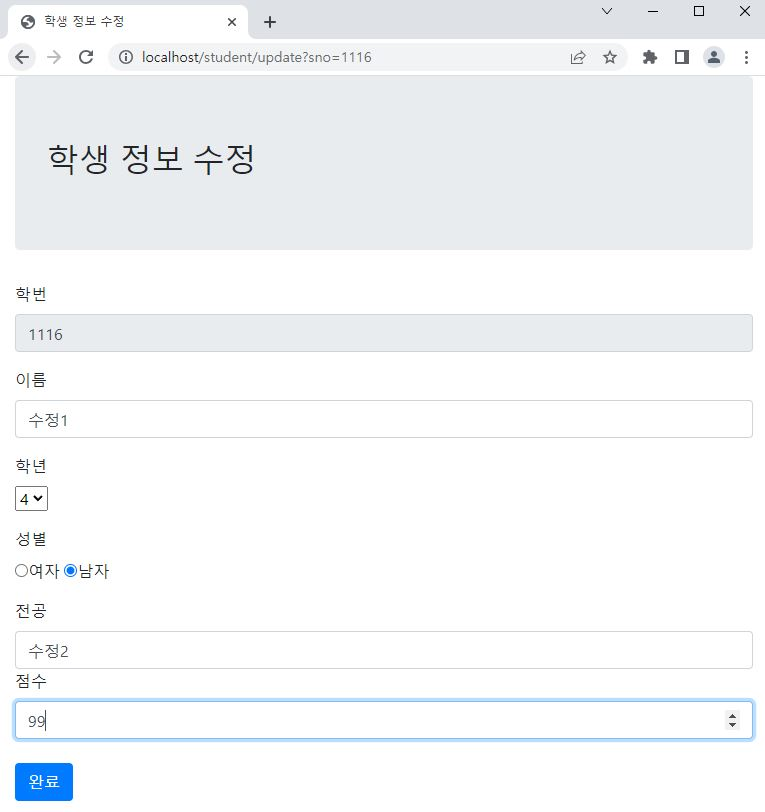 학생 정보 수정
localhost/student/update?sno=1116
학생 정보 수정
학번
1116
이름
수정1
학년
4
성별
여자 남자
전공
수정2
점수
99
완료